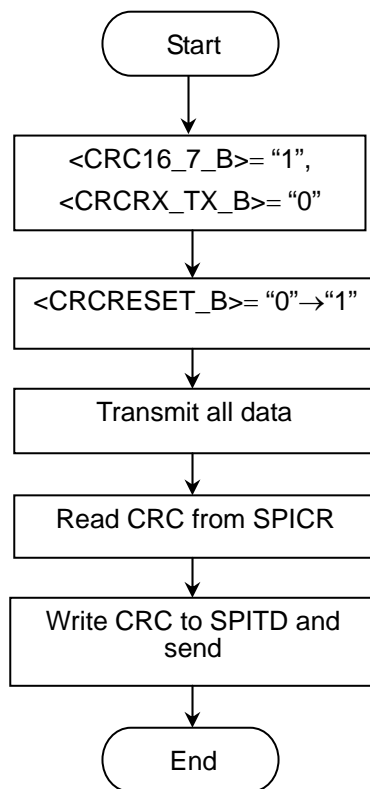 Start
<CRC16_7_B>= “1”,
<CRCRX_TX_B>= “0”
<CRCRESET_B>= “0”→“1”
Transmit all data
Read CRC from SPICR
Write CRC to SPITD and
send
End